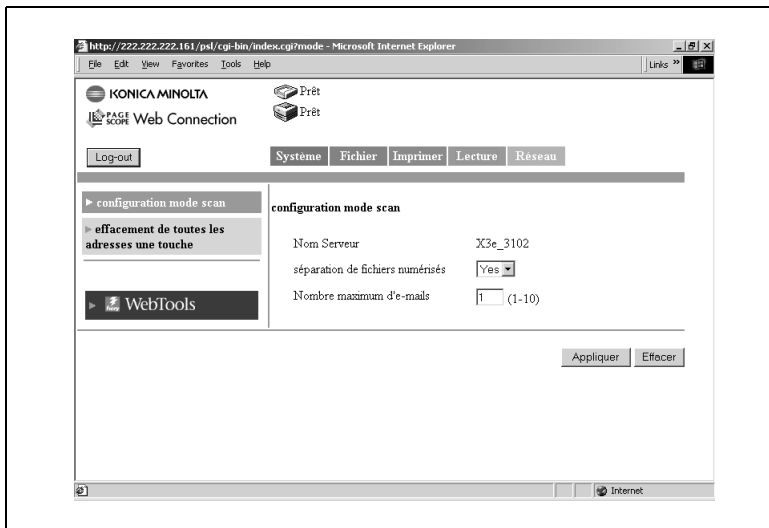 http://222.222.222.161/psl/cgi-bin/index.cgi?mode - Microsoft Internet Explorer
File Edit View Favorites Tools Help
Links »
KONICA MINOLTA
PAGE SCOPE Web Connection
Prêt
Prêt
Log-out
Système Fichier Imprimer Lecture Réseau
configuration mode scan
effacement de toutes les
adresses une touche
fiery WebTools
configuration mode scan
Nom Serveur X3e_3102
séparation de fichiers numérisés Yes
Nombre maximum d'e-mails 1 (1-10)
Appliquer Effacer
Internet